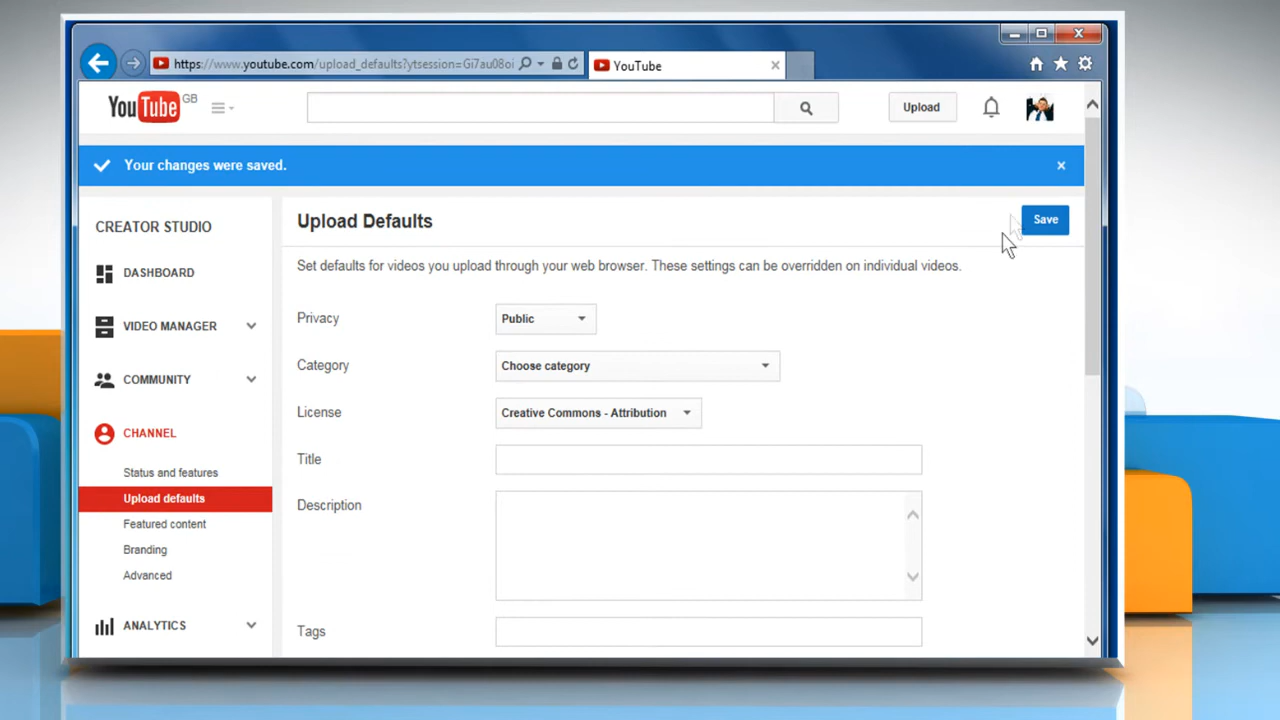 https://www.youtube.com/upload_defaults?ytsession=Gi7au08oi
YouTube
YouTube GB
Upload
Your changes were saved.
CREATOR STUDIO
DASHBOARD
VIDEO MANAGER
COMMUNITY
CHANNEL
Status and features
Upload defaults
Featured content
Branding
Advanced
ANALYTICS
Upload Defaults
Save
Set defaults for videos you upload through your web browser. These settings can be overridden on individual videos.
Privacy Public
Category Choose category
License Creative Commons - Attribution
Title
Description
Tags